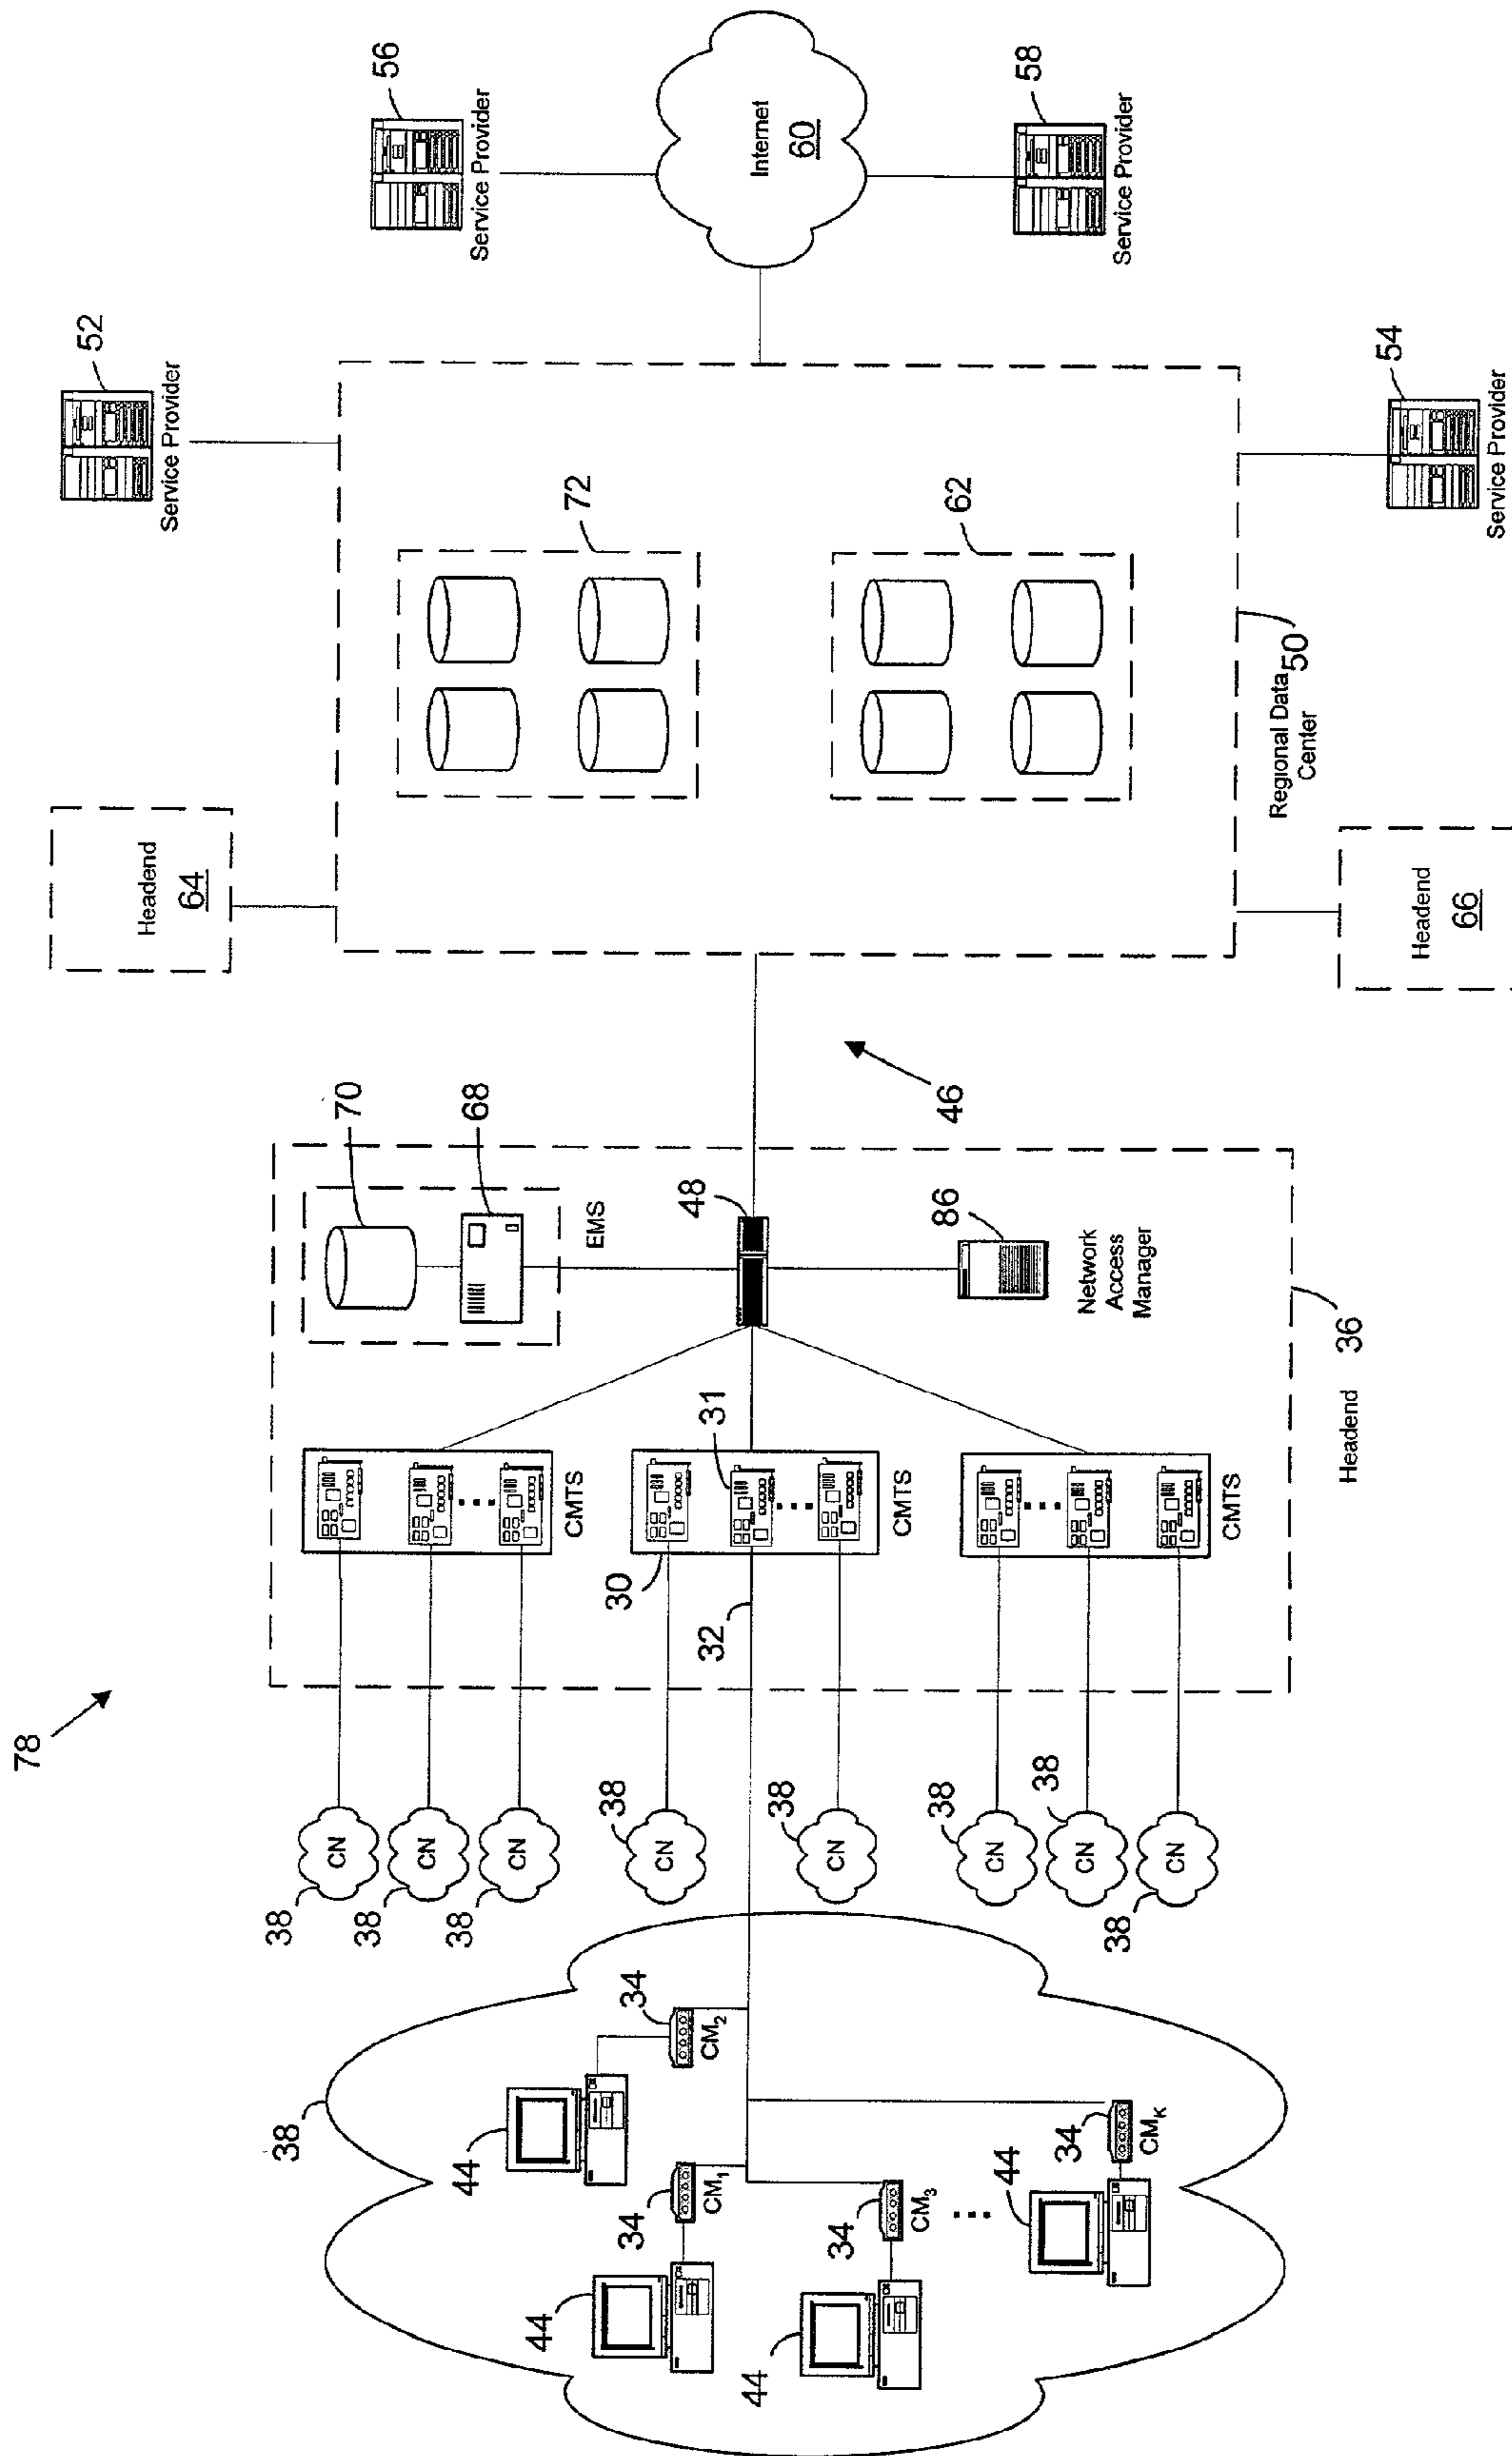 78
38
44
34
CM2
44
34
CM1
44
34
CM3
...
44
34
CMK
38
CN
38
CN
38
CN
38
CN
38
CN
38
CN
38
CN
38
CN
32
30
31
CMTS
CMTS
CMTS
70
68
EMS
48
86
Network
Access
Manager
36
Headend
46
Headend
64
Headend
66
72
62
50
Regional Data
Center
52
Service Provider
54
Service Provider
56
Service Provider
58
Service Provider
Internet
60